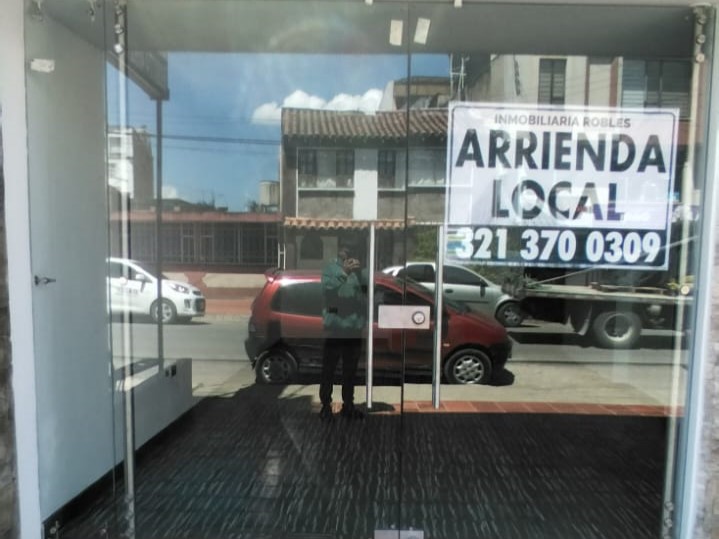 INMOBILIARIA ROBLES
ARRIENDA
LOCAL
321 370 0309